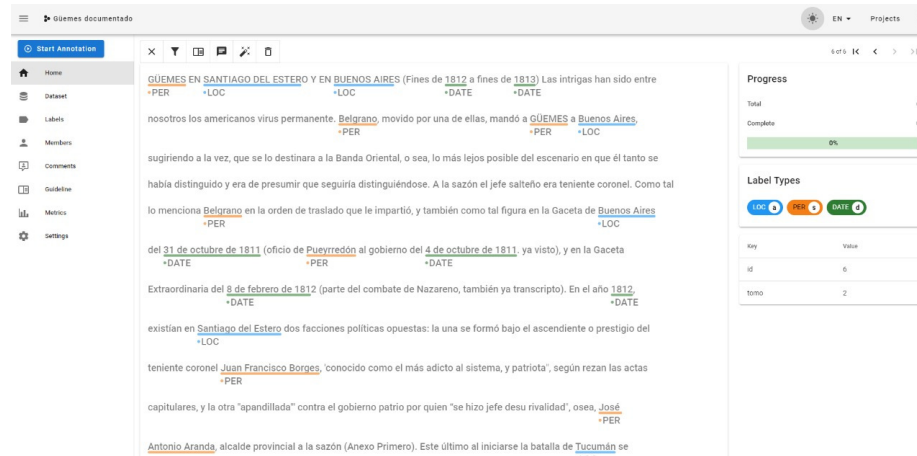 Güemes documentado
EN
Projects
Start Annotation
6 of 6
Home
Dataset
Labels
Members
Comments
Guideline
Metrics
Settings
GÜEMES EN SANTIAGO DEL ESTERO Y EN BUENOS AIRES (Fines de 1812 a fines de 1813) Las intrigas han sido entre
•PER •LOC •LOC •DATE •DATE
nosotros los americanos virus permanente. Belgrano, movido por una de ellas, mandó a GÜEMES a Buenos Aires,
•PER •PER •LOC
sugiriendo a la vez, que se lo destinara a la Banda Oriental, o sea, lo más lejos posible del escenario en que él tanto se
había distinguido y era de presumir que seguiría distinguiéndose. A la sazón el jefe salteño era teniente coronel. Como tal
lo menciona Belgrano en la orden de traslado que le impartió, y también como tal figura en la Gaceta de Buenos Aires
•PER •LOC
del 31 de octubre de 1811 (oficio de Pueyrredón al gobierno del 4 de octubre de 1811. ya visto), y en la Gaceta
•DATE •PER •DATE
Extraordinaria del 8 de febrero de 1812 (parte del combate de Nazareno, también ya transcripto). En el año 1812,
•DATE •DATE
existían en Santiago del Estero dos facciones políticas opuestas: la una se formó bajo el ascendiente o prestigio del
•LOC
teniente coronel Juan Francisco Borges, 'conocido como el más adicto al sistema, y patriota", según rezan las actas
•PER
capitulares, y la otra "apandillada"' contra el gobierno patrio por quien "se hizo jefe desu rivalidad", osea, José
•PER
Antonio Aranda, alcalde provincial a la sazón (Anexo Primero). Este último al iniciarse la batalla de Tucumán se
Progress
Total
Complete
0%
Label Types
LOC a PER s DATE d
Key Value
id 6
tomo 2